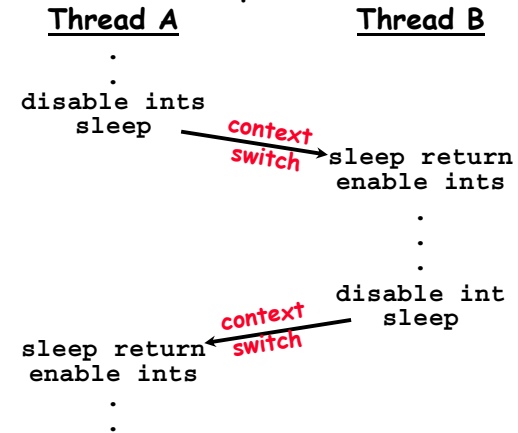 Thread A
Thread B
.
.
disable ints
sleep
context
switch
sleep return
enable ints
.
.
.
disable int
sleep
context
switch
sleep return
enable ints
.
.